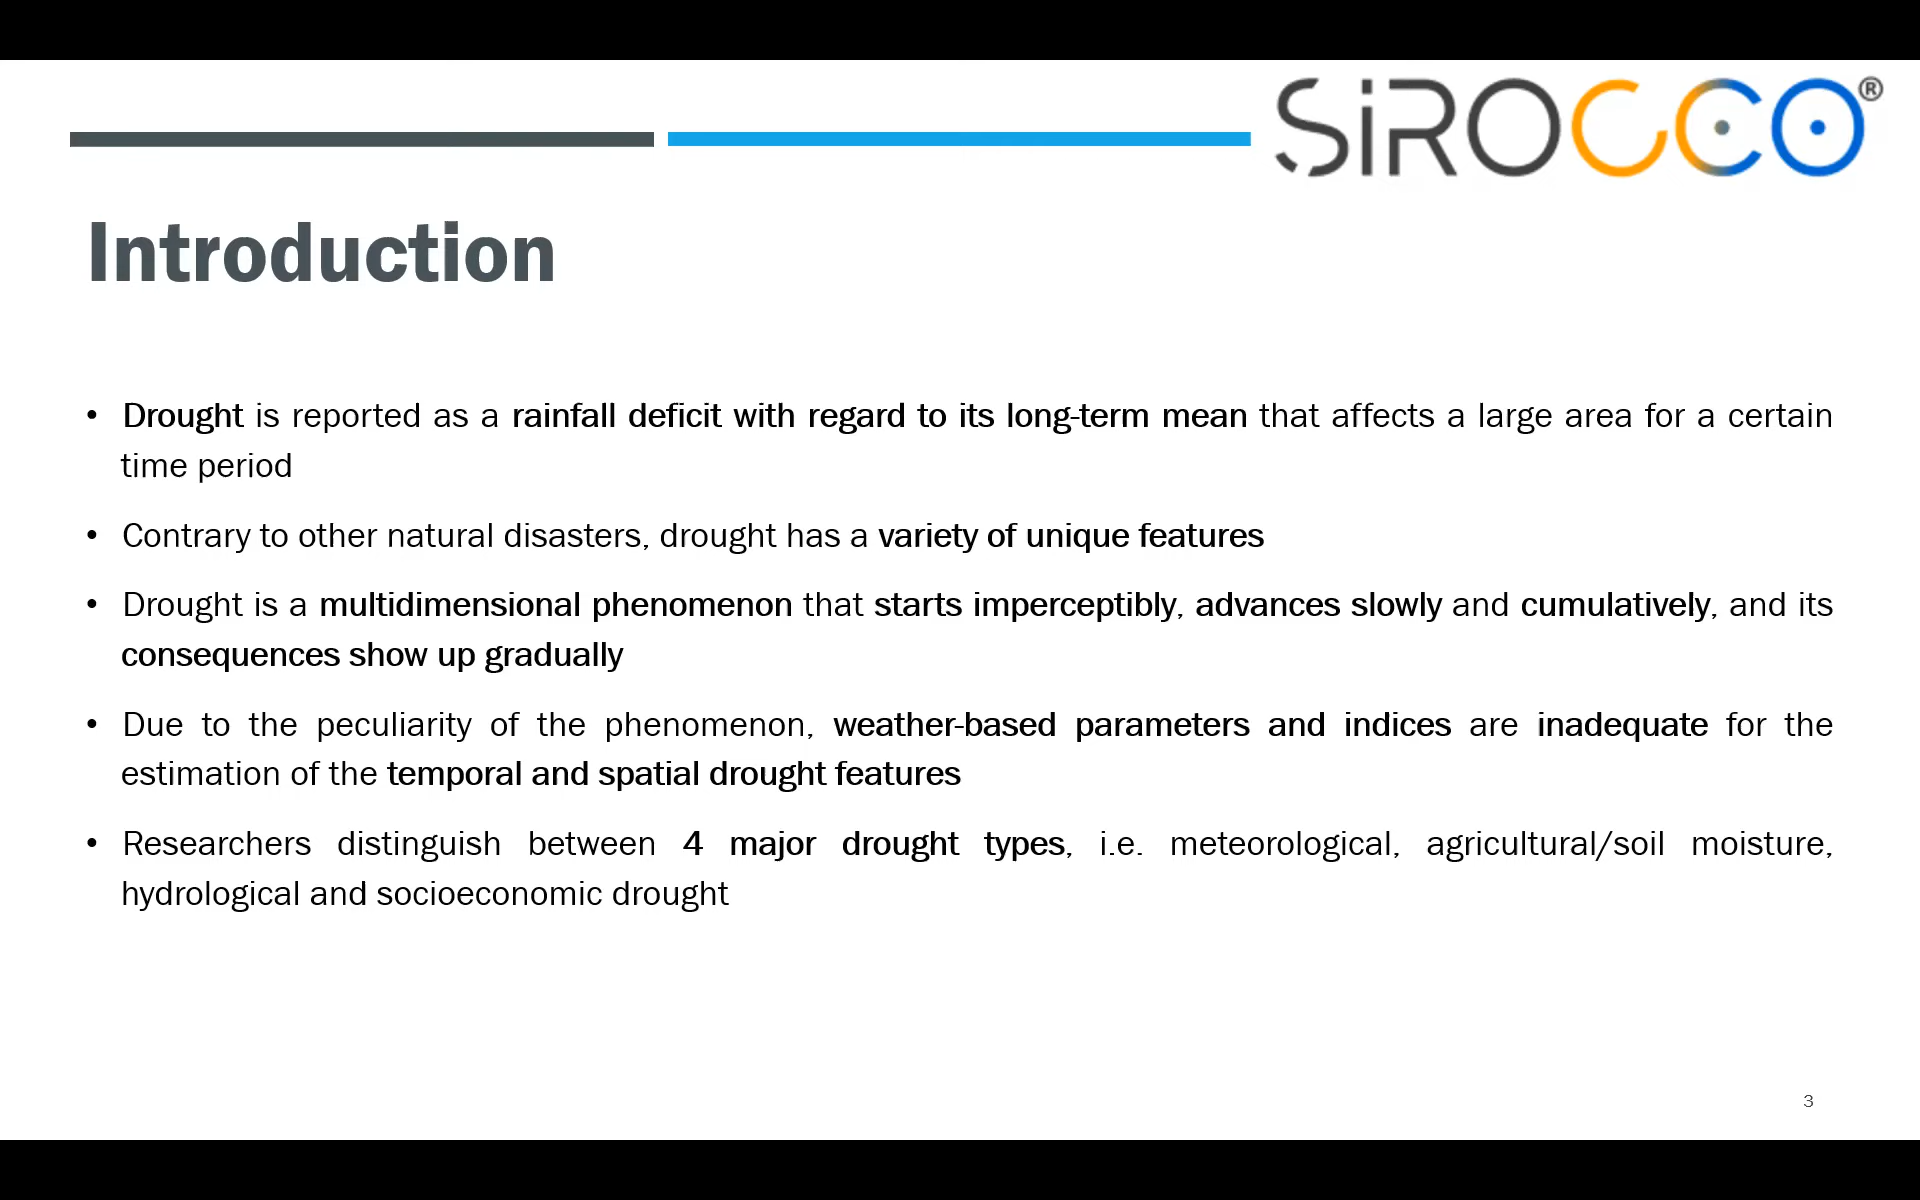 SiROCCO®
Introduction
• Drought is reported as a rainfall deficit with regard to its long-term mean that affects a large area for a certain
time period
• Contrary to other natural disasters, drought has a variety of unique features
• Drought is a multidimensional phenomenon that starts imperceptibly, advances slowly and cumulatively, and its
consequences show up gradually
• Due to the peculiarity of the phenomenon, weather-based parameters and indices are inadequate for the
estimation of the temporal and spatial drought features
• Researchers distinguish between 4 major drought types, i.e. meteorological, agricultural/soil moisture,
hydrological and socioeconomic drought
3